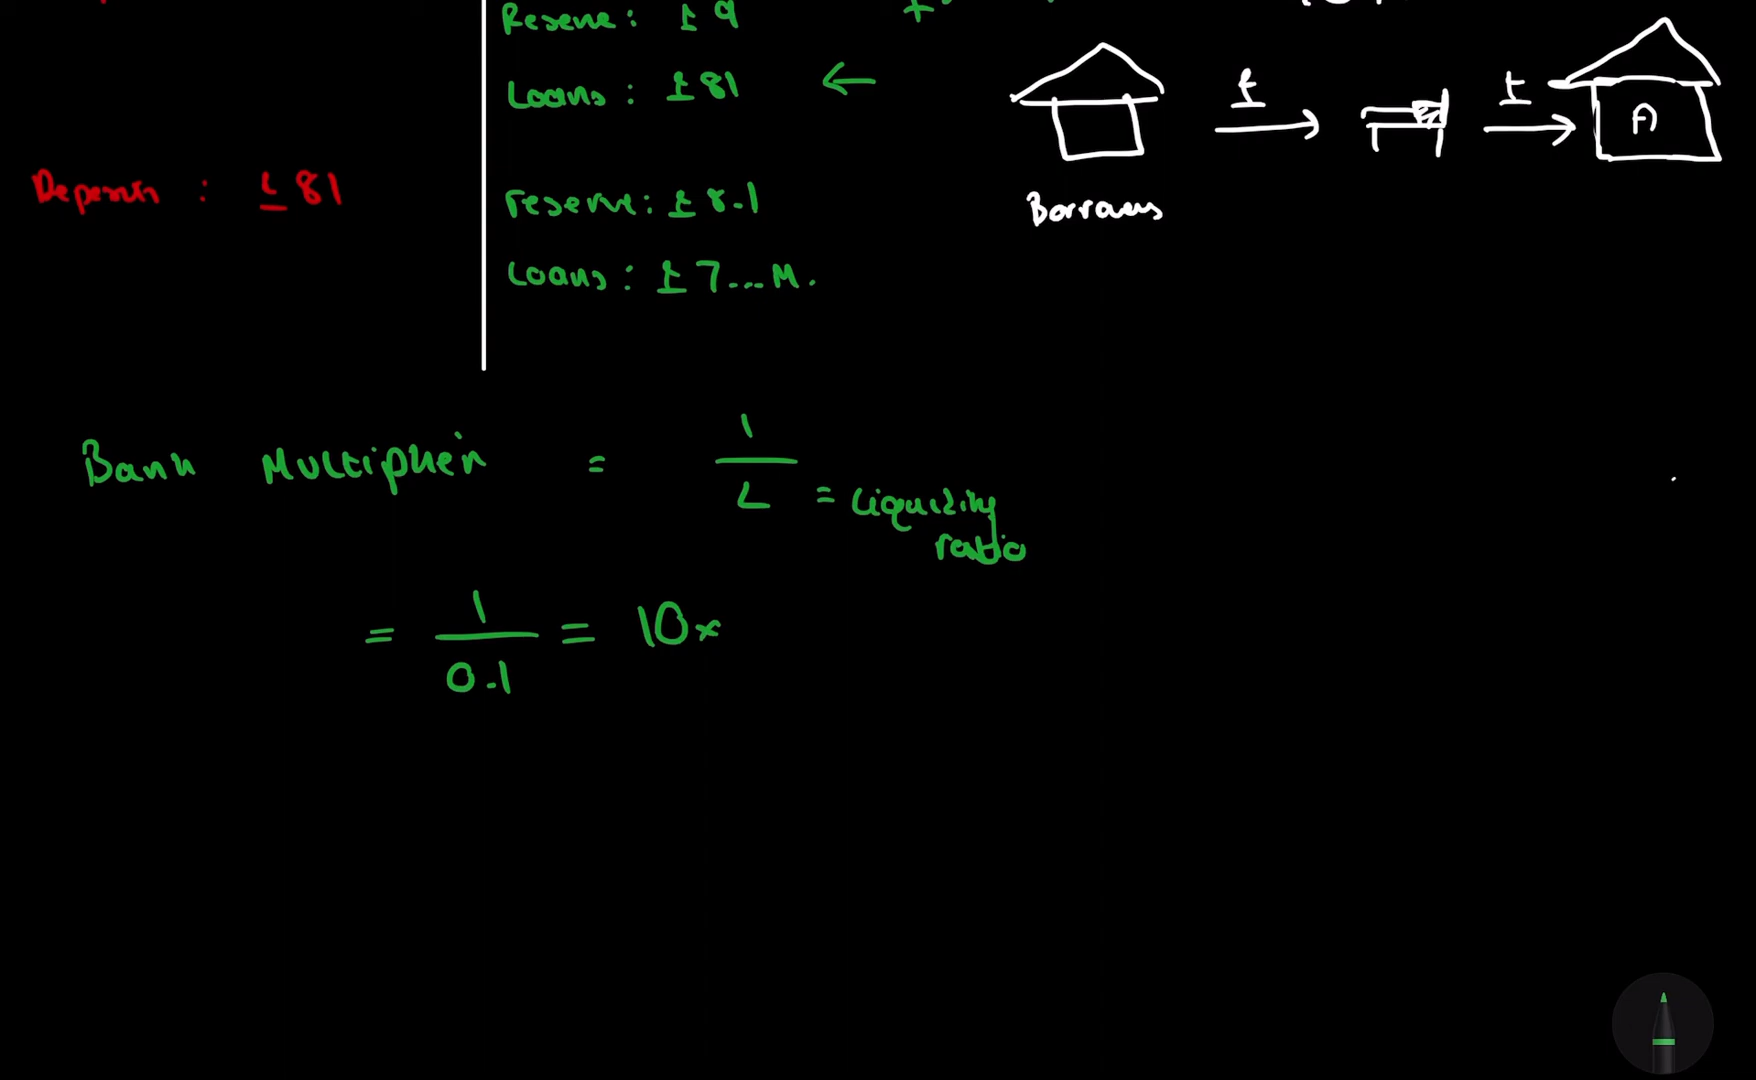 Reserve: £9
Loans: £81
£
£
A
Deposits: £81
reserve: £8.1
Borrowers
Loans: £7...M.
Bank Multiplier = 1
L = Liquidity
ratio
= 1
0.1 = 10x